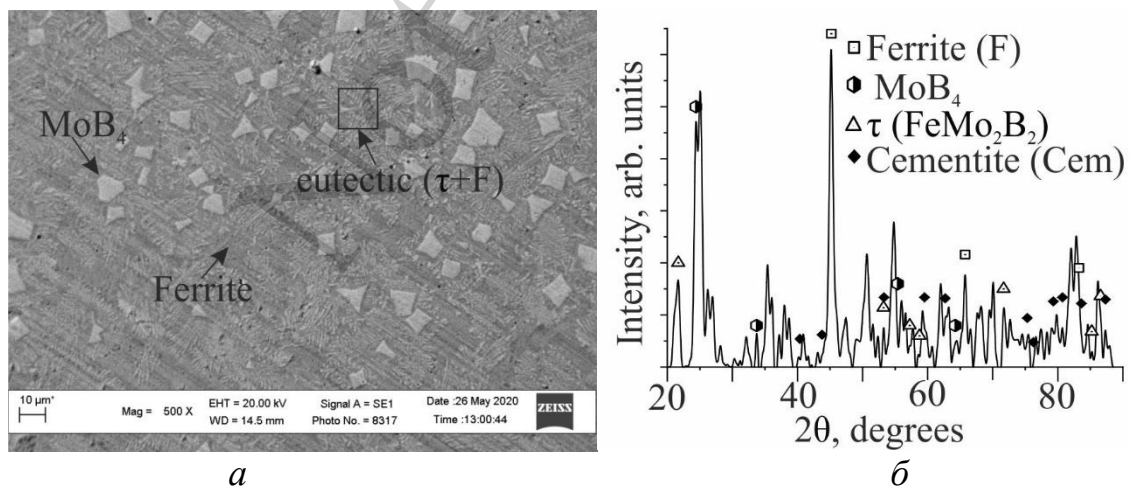 MoB₄
eutectic (τ+F)
Ferrite
10 µm*
Mag = 500 X
EHT = 20.00 kV
WD = 14.5 mm
Signal A = SE1
Photo No. = 8317
Date :26 May 2020
Time :13:00:44
ZEISS
а
Intensity, arb. units
Ferrite (F)
MoB₄
τ (FeMo₂B₂)
Cementite (Cem)
20 40 60 80
2θ, degrees
б